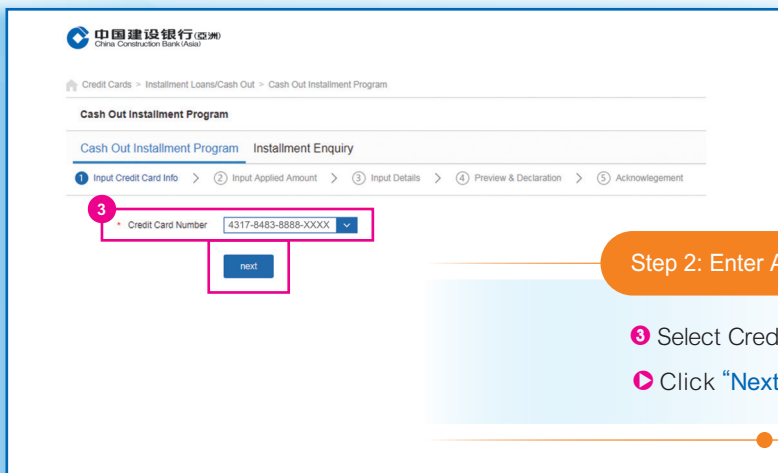 中国建设银行(亞洲)
China Construction Bank (Asia)
Credit Cards > Installment Loans/Cash Out > Cash Out Installment Program
Cash Out Installment Program
Cash Out Installment Program Installment Enquiry
1 Input Credit Card Info > 2 Input Applied Amount > 3 Input Details > 4 Preview & Declaration > 5 Acknowlegement
3
* Credit Card Number 4317-8483-8888-XXXX
next
Step 2: Enter A
3 Select Cred
Click “Next